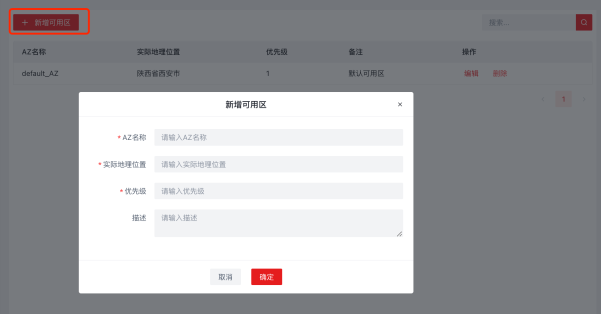 + 新增可用区
搜索...
AZ名称 实际地理位置 优先级 备注 操作
default_AZ 陕西省西安市 1 默认可用区 编辑 删除
< 1 >
新增可用区 ×
* AZ名称 请输入AZ名称
* 实际地理位置 请输入实际地理位置
* 优先级 请输入优先级
描述 请输入描述
取消 确定